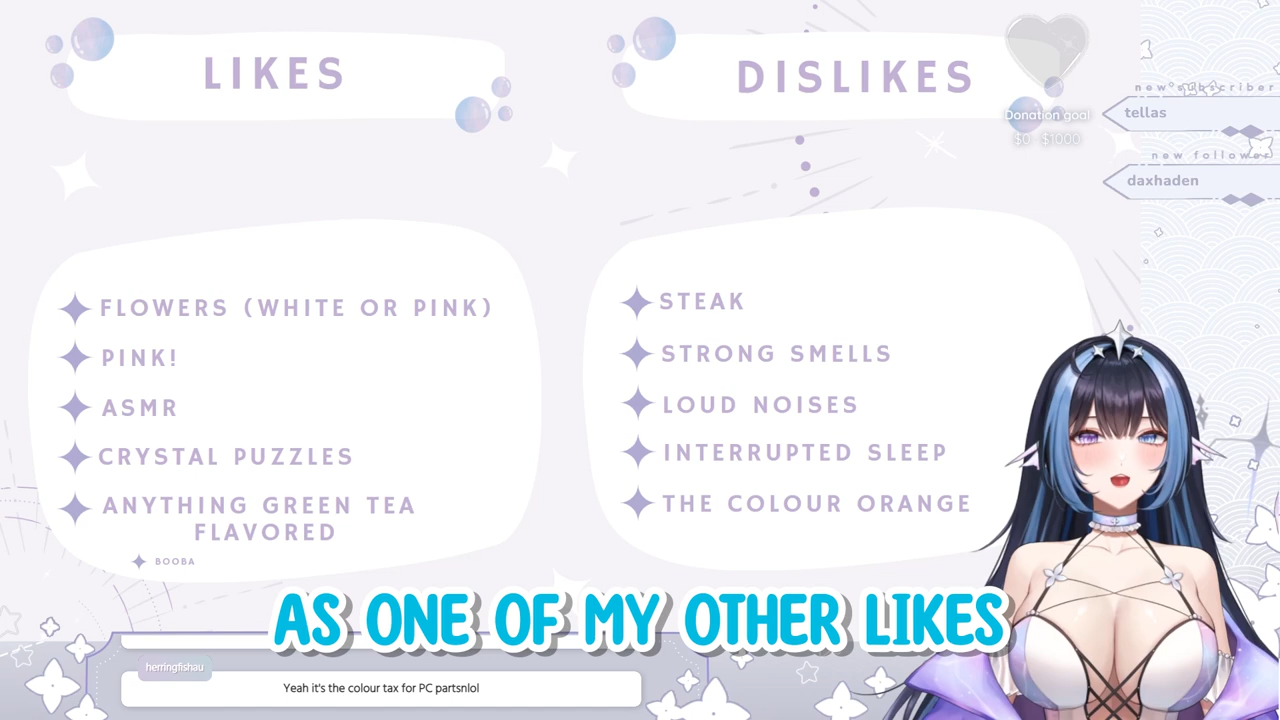 LIKES
DISLIKES
Donation goal
$0 $1000
new subscriber
tellas
new follower
daxhaden
FLOWERS (WHITE OR PINK)
PINK!
ASMR
CRYSTAL PUZZLES
ANYTHING GREEN TEA
FLAVORED
BOOBA
STEAK
STRONG SMELLS
LOUD NOISES
INTERRUPTED SLEEP
THE COLOUR ORANGE
AS ONE OF MY OTHER LIKES
herringfishau
Yeah it's the colour tax for PC partsnlol